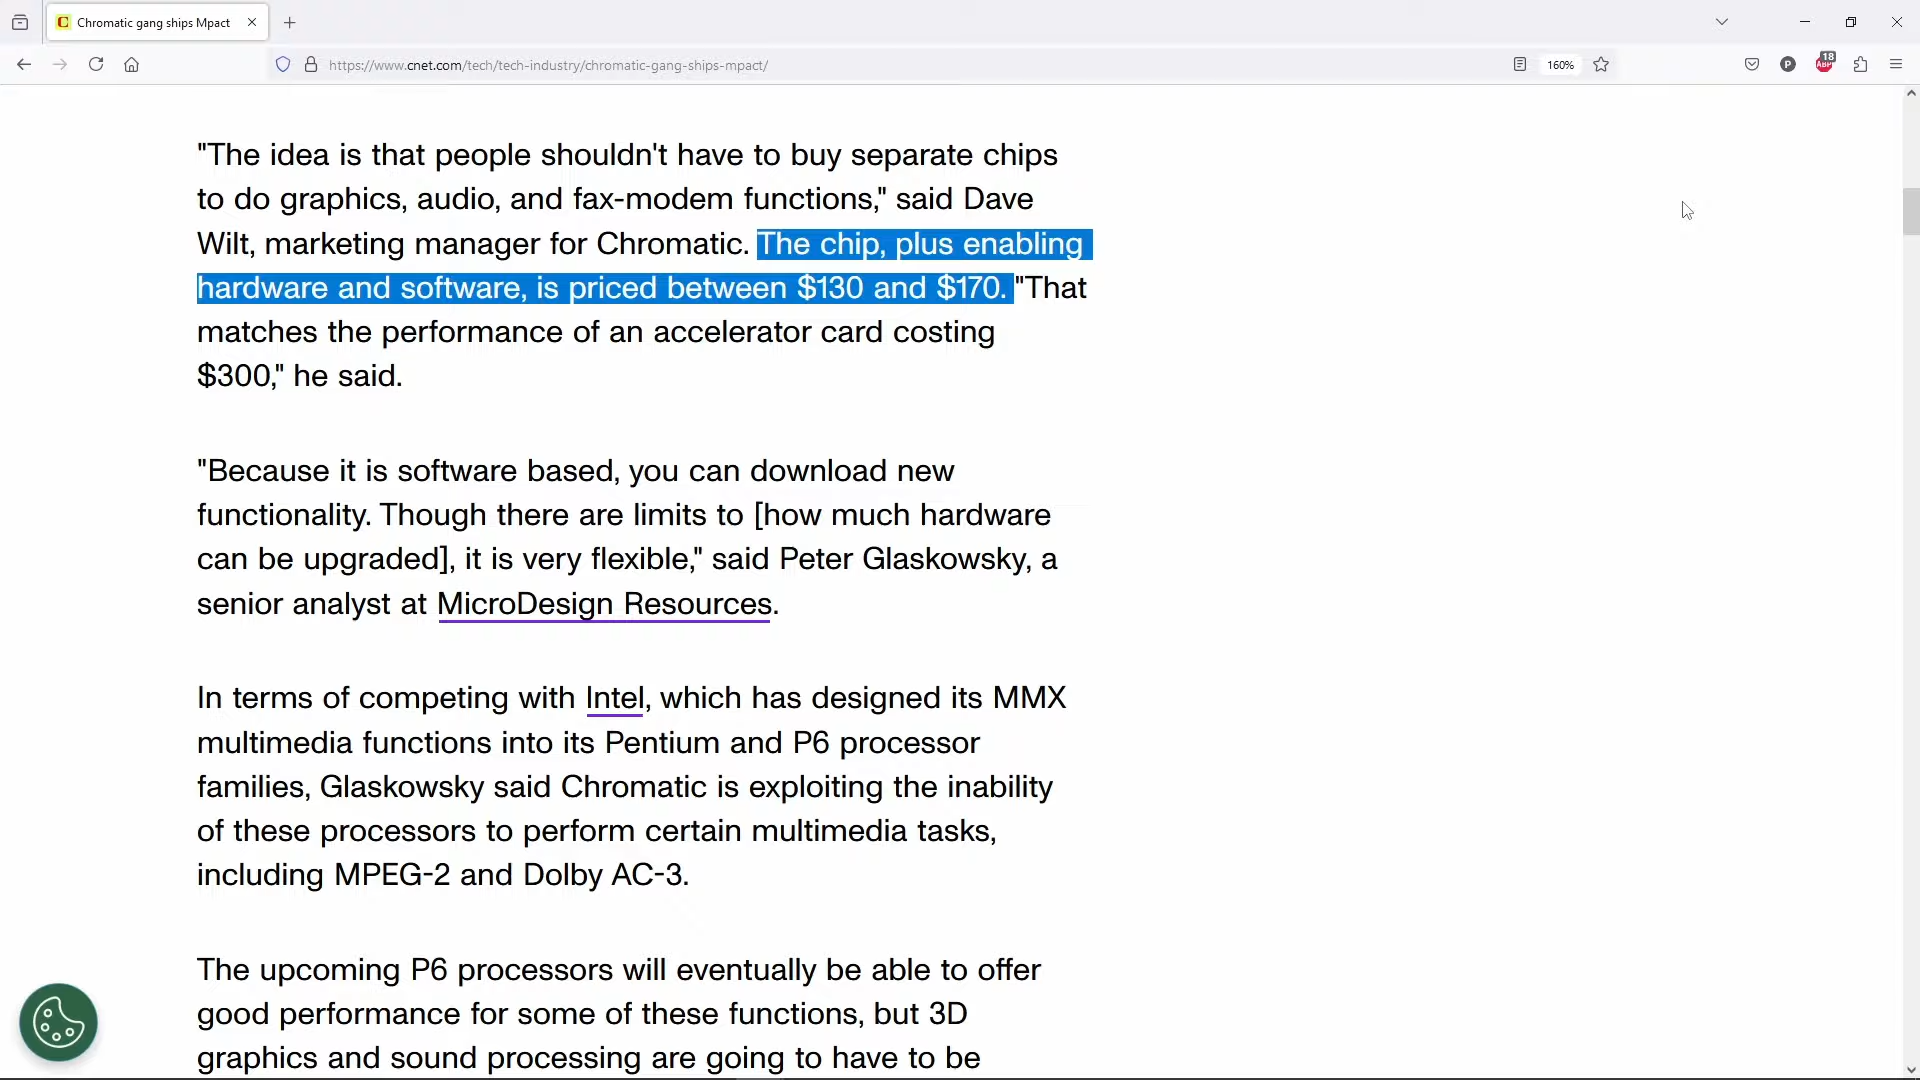 Chromatic gang ships Mpact
https://www.cnet.com/tech/tech-industry/chromatic-gang-ships-mpact/
160%
P
18
ABP
"The idea is that people shouldn't have to buy separate chips
to do graphics, audio, and fax-modem functions," said Dave
Wilt, marketing manager for Chromatic. The chip, plus enabling
hardware and software, is priced between $130 and $170. "That
matches the performance of an accelerator card costing
$300," he said.
"Because it is software based, you can download new
functionality. Though there are limits to [how much hardware
can be upgraded], it is very flexible," said Peter Glaskowsky, a
senior analyst at MicroDesign Resources.
In terms of competing with Intel, which has designed its MMX
multimedia functions into its Pentium and P6 processor
families, Glaskowsky said Chromatic is exploiting the inability
of these processors to perform certain multimedia tasks,
including MPEG-2 and Dolby AC-3.
The upcoming P6 processors will eventually be able to offer
good performance for some of these functions, but 3D
graphics and sound processing are going to have to be